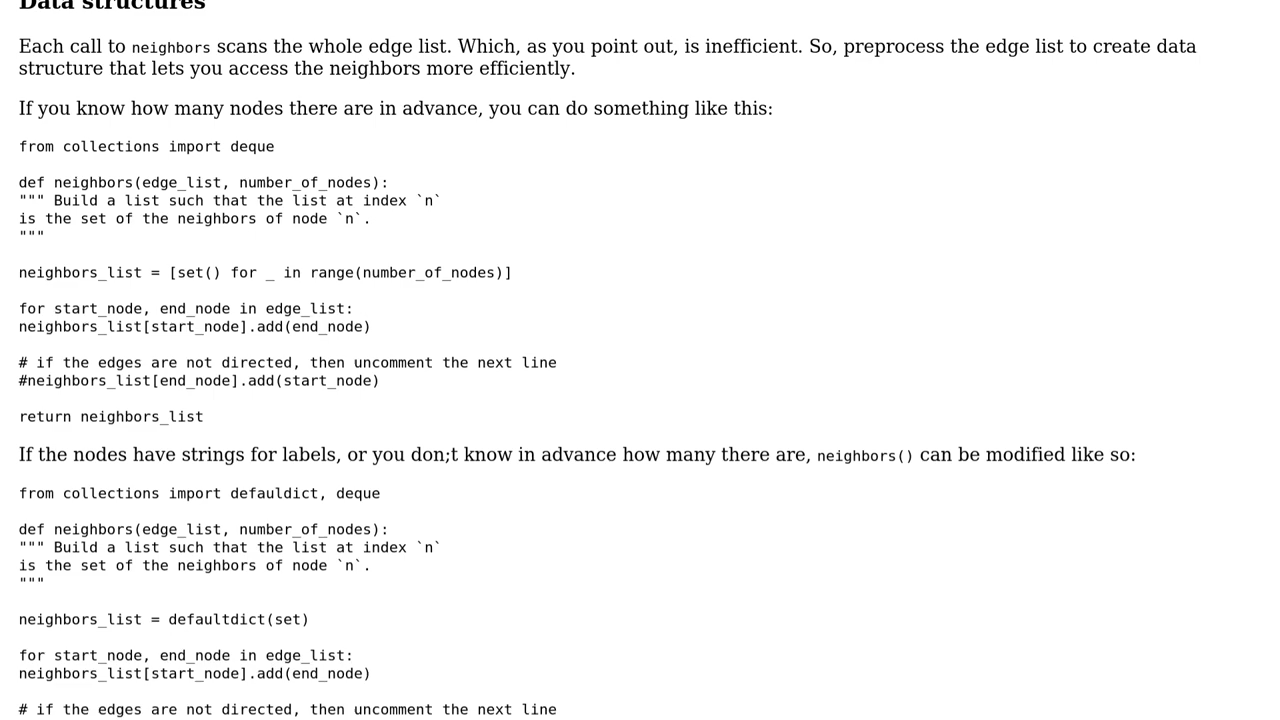 Data structures
Each call to neighbors scans the whole edge list. Which, as you point out, is inefficient. So, preprocess the edge list to create data
structure that lets you access the neighbors more efficiently.
If you know how many nodes there are in advance, you can do something like this:
from collections import deque
def neighbors(edge_list, number_of_nodes):
""" Build a list such that the list at index `n`
is the set of the neighbors of node `n`.
"""
neighbors_list = [set() for _ in range(number_of_nodes)]
for start_node, end_node in edge_list:
neighbors_list[start_node].add(end_node)
# if the edges are not directed, then uncomment the next line
#neighbors_list[end_node].add(start_node)
return neighbors_list
If the nodes have strings for labels, or you don;t know in advance how many there are, neighbors() can be modified like so:
from collections import defauldict, deque
def neighbors(edge_list, number_of_nodes):
""" Build a list such that the list at index `n`
is the set of the neighbors of node `n`.
"""
neighbors_list = defaultdict(set)
for start_node, end_node in edge_list:
neighbors_list[start_node].add(end_node)
# if the edges are not directed, then uncomment the next line